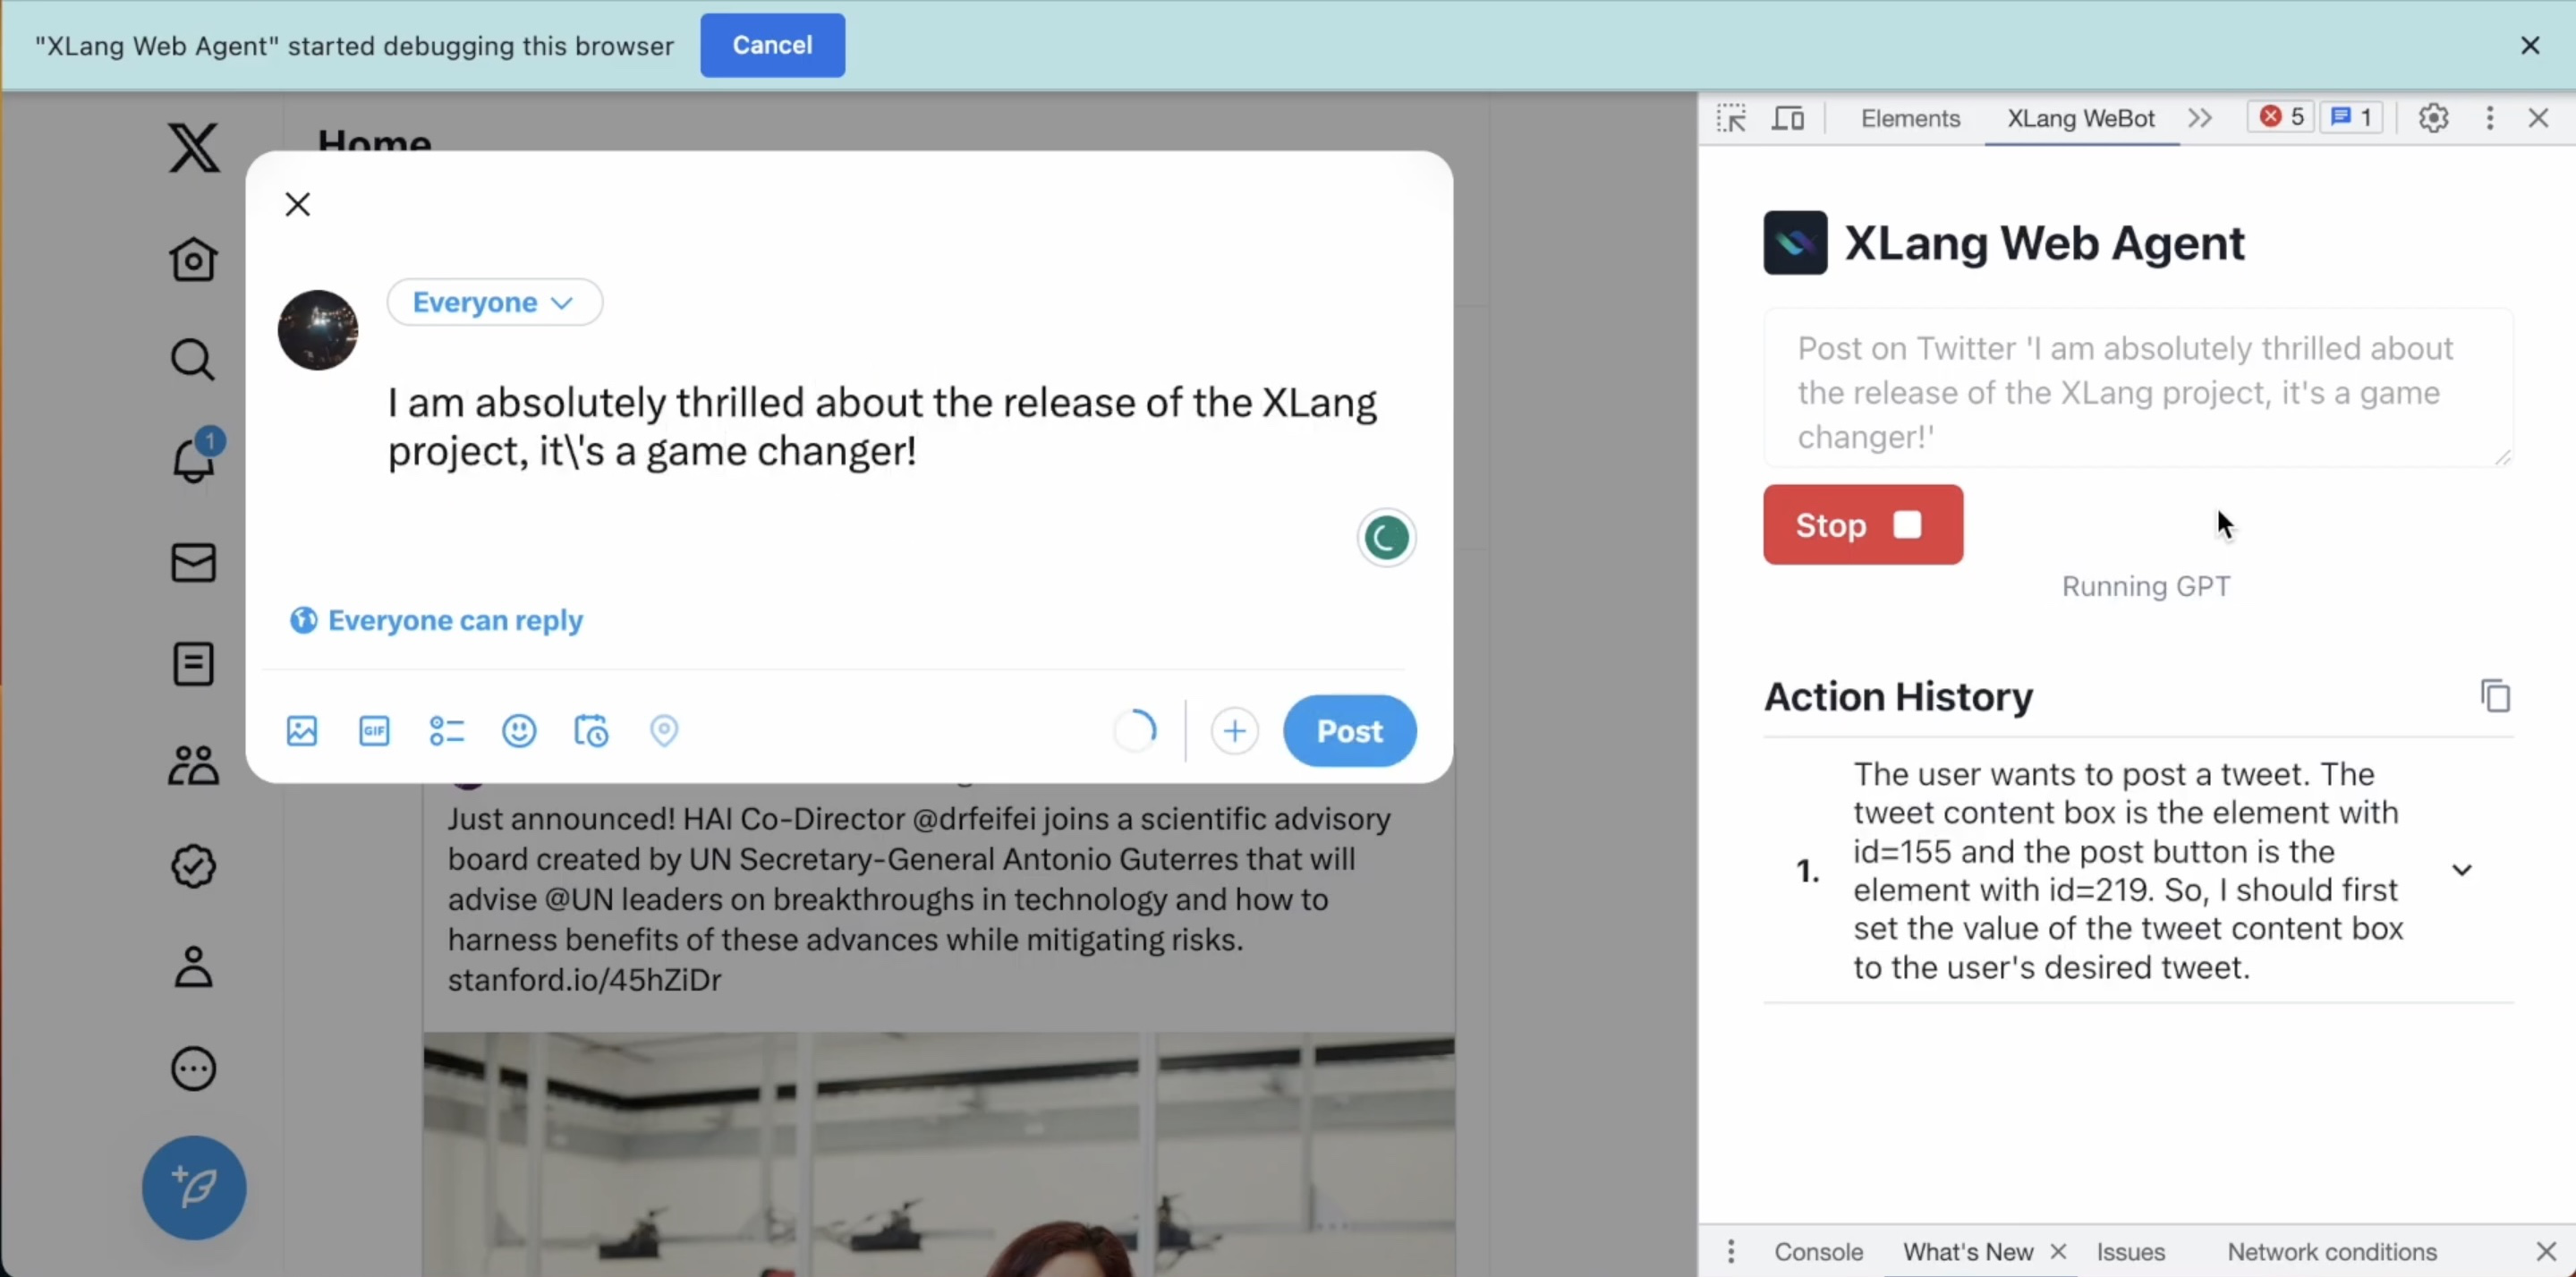 "XLang Web Agent" started debugging this browser
Cancel
Home
Everyone
I am absolutely thrilled about the release of the XLang
project, it\'s a game changer!
Everyone can reply
GIF
Post
1
Just announced! HAI Co-Director @drfeifei joins a scientific advisory
board created by UN Secretary-General Antonio Guterres that will
advise @UN leaders on breakthroughs in technology and how to
harness benefits of these advances while mitigating risks.
stanford.io/45hZiDr
Elements
XLang WeBot
5
1
XLang Web Agent
Post on Twitter 'I am absolutely thrilled about
the release of the XLang project, it's a game
changer!'
Stop
Running GPT
Action History
1.
The user wants to post a tweet. The
tweet content box is the element with
id=155 and the post button is the
element with id=219. So, I should first
set the value of the tweet content box
to the user's desired tweet.
Console
What's New
Issues
Network conditions